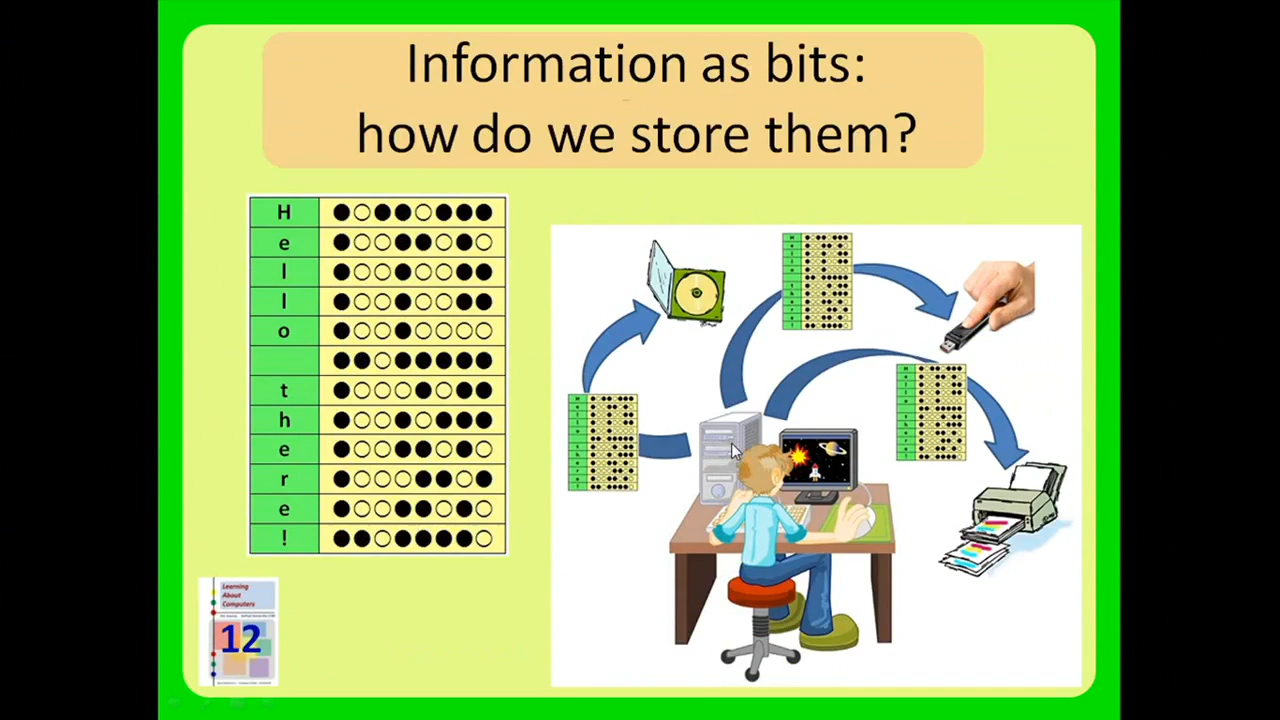 Information as bits:
how do we store them?
H
e
l
l
o
t
h
e
r
e
!
Learning
About
Computers
12